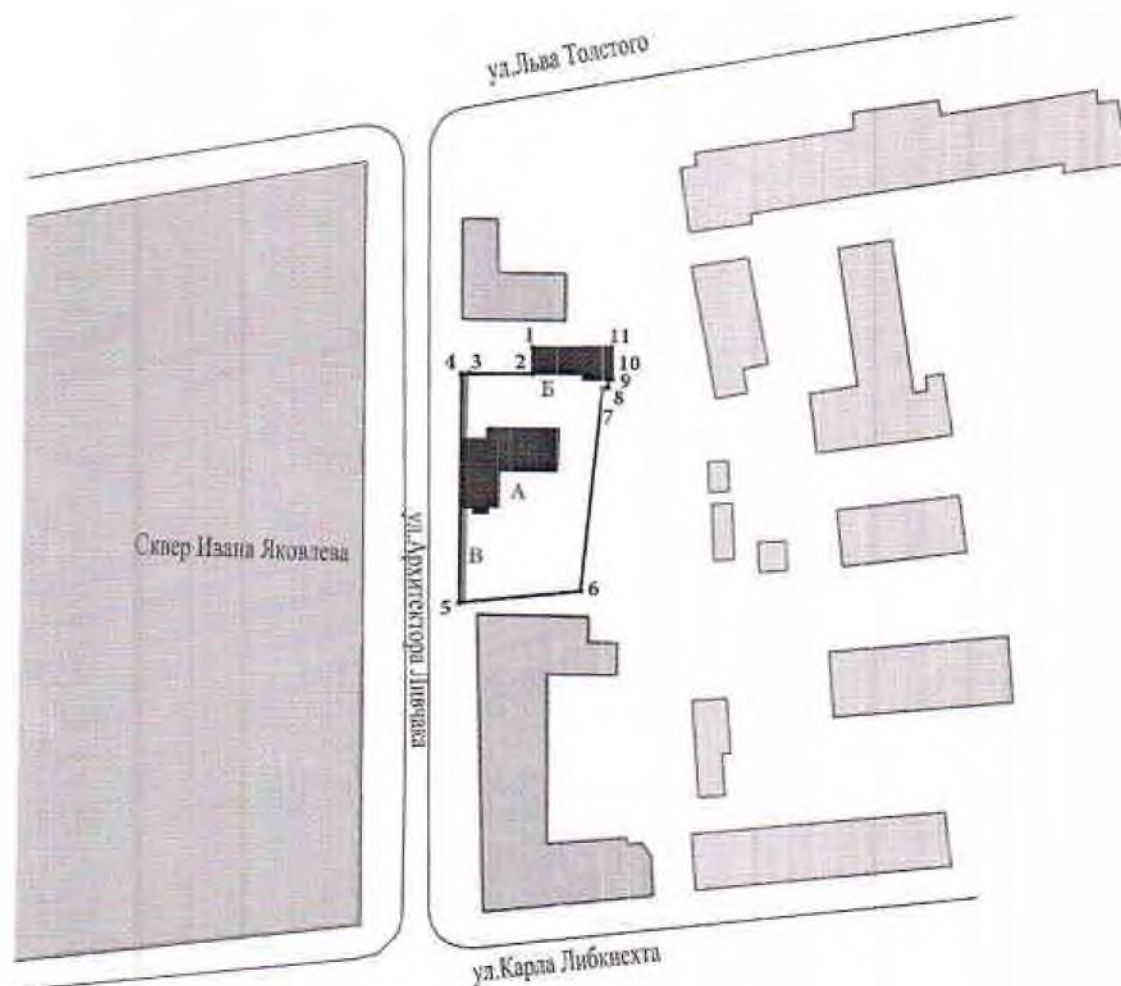 ул.Льва Толстого
1 11
4 3 2 10
Б 9
8
7
А
Сквер Ивана Яковлева
ул.Архитектора Ливчака
В
6
5
ул.Карла Либкнехта